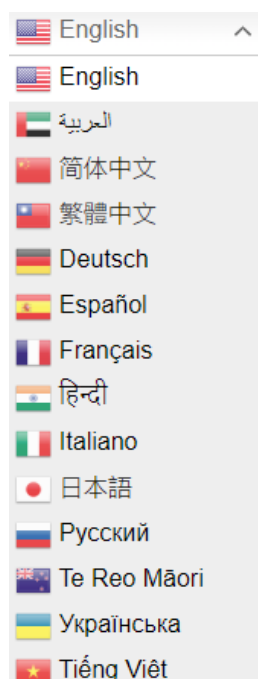 English
English
العربية
简体中文
繁體中文
Deutsch
Español
Français
हिन्दी
Italiano
日本語
Русский
Te Reo Māori
Українська
Tiếng Việt